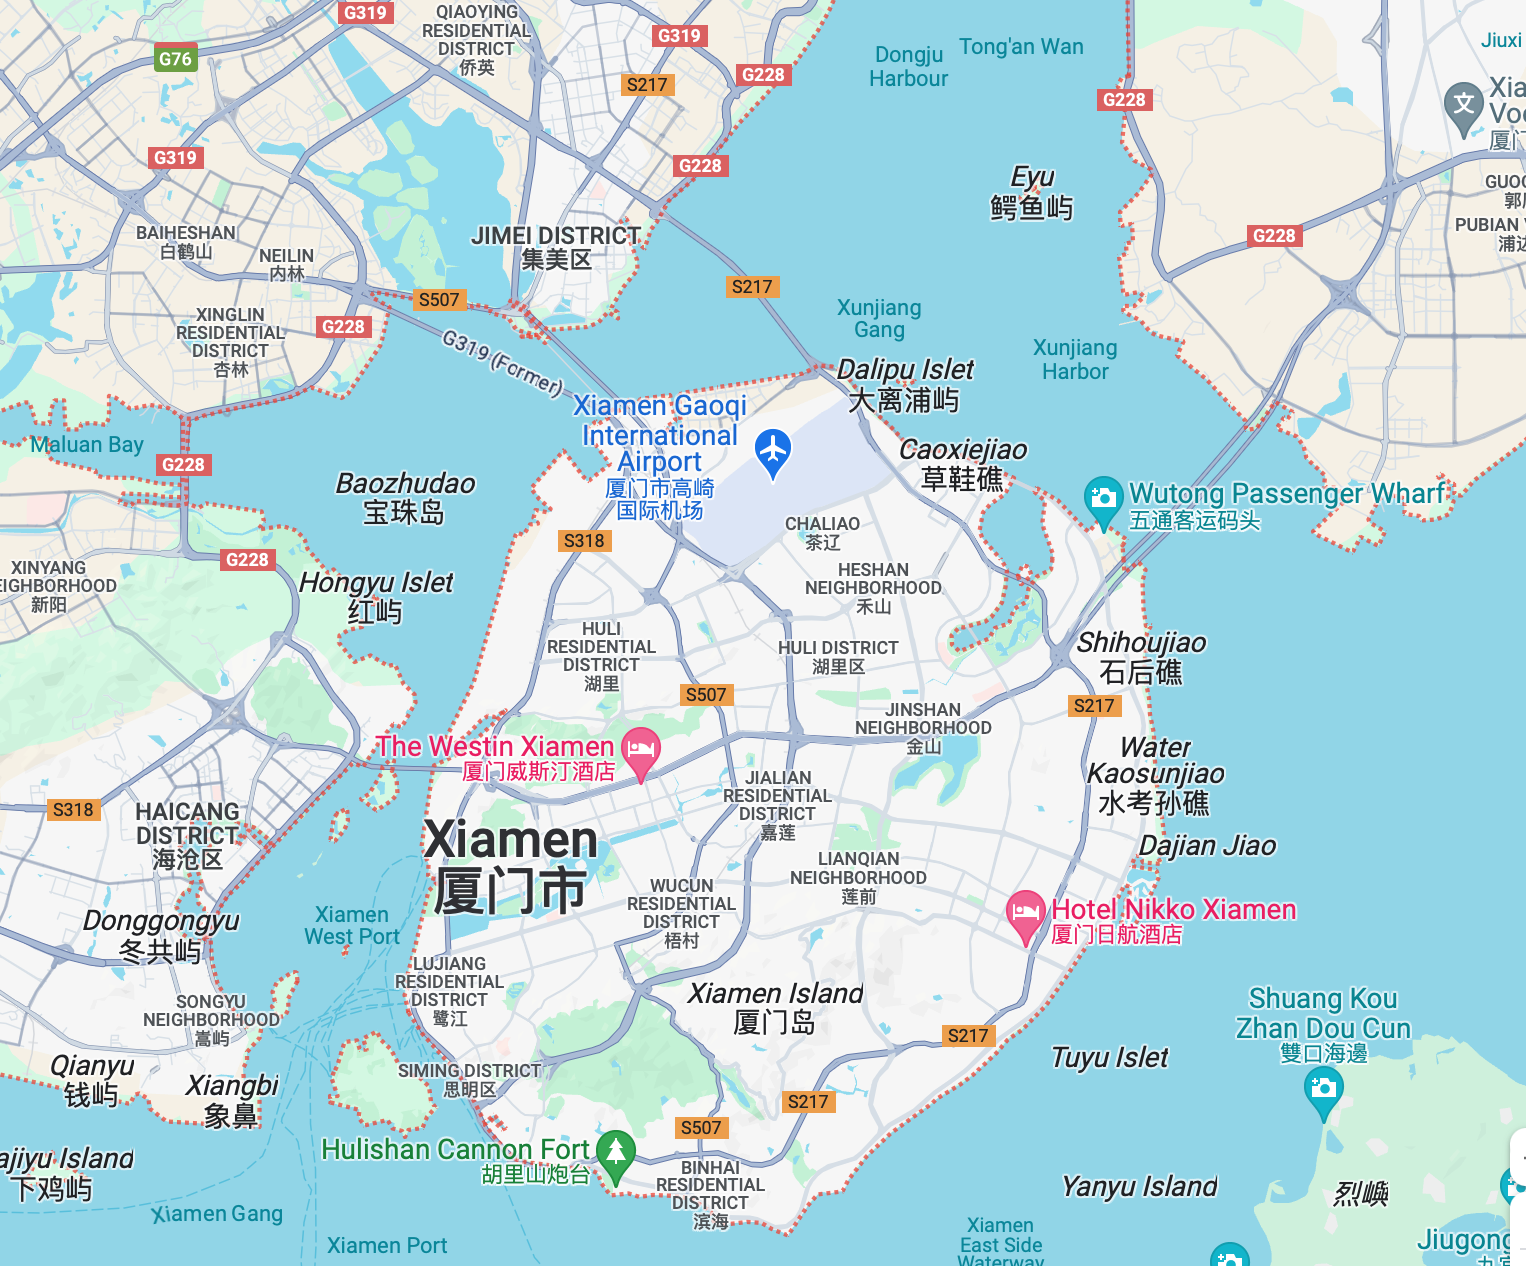 G319
QIAOYING
RESIDENTIAL
DISTRICT
侨英
G319
G76
S217
G228
Dongju
Harbour
Tong'an Wan
Jiuxi
G228
G319
G228
Eyu
鳄鱼屿
G228
BAIHESHAN
白鹤山
NEILIN
内林
JIMEI DISTRICT
集美区
S507
S217
XINGLIN
RESIDENTIAL
DISTRICT
杏林
G228
G319 (Former)
Xunjiang
Gang
Xunjiang
Harbor
Dalipu Islet
大离浦屿
Maluan Bay
G228
Baozhudao
宝珠岛
Xiamen Gaoqi
International
Airport
厦门市高崎
国际机场
Caoxiejiao
草鞋礁
Wutong Passenger Wharf
五通客运码头
S318
CHALIAO
茶辽
G228
XINYANG
NEIGHBORHOOD
新阳
Hongyu Islet
红屿
HESHAN
NEIGHBORHOOD
禾山
HULI
RESIDENTIAL
DISTRICT
湖里
HULI DISTRICT
湖里区
Shihoujiao
石后礁
S507
S217
JINSHAN
NEIGHBORHOOD
金山
The Westin Xiamen
厦门威斯汀酒店
Water
Kaosunjiao
水考孙礁
JIALIAN
RESIDENTIAL
DISTRICT
嘉莲
S318
HAICANG
DISTRICT
海沧区
Xiamen
厦门市
Dajian Jiao
LIANQIAN
NEIGHBORHOOD
莲前
WUCUN
RESIDENTIAL
DISTRICT
梧村
Hotel Nikko Xiamen
厦门日航酒店
Donggongyu
冬共屿
Xiamen
West Port
LUJIANG
RESIDENTIAL
DISTRICT
鹭江
Xiamen Island
厦门岛
SONGYU
NEIGHBORHOOD
嵩屿
Shuang Kou
Zhan Dou Cun
雙口海邊
S217
Tuyu Islet
Qianyu
钱屿
Xiangbi
象鼻
SIMING DISTRICT
思明区
S217
S507
Hulishan Cannon Fort
胡里山炮台
BINHAI
RESIDENTIAL
DISTRICT
滨海
ajiyu Island
下鸡屿
Yanyu Island
烈嶼
Xiamen Gang
Xiamen Port
Xiamen
East Side
Waterway
Jiugong